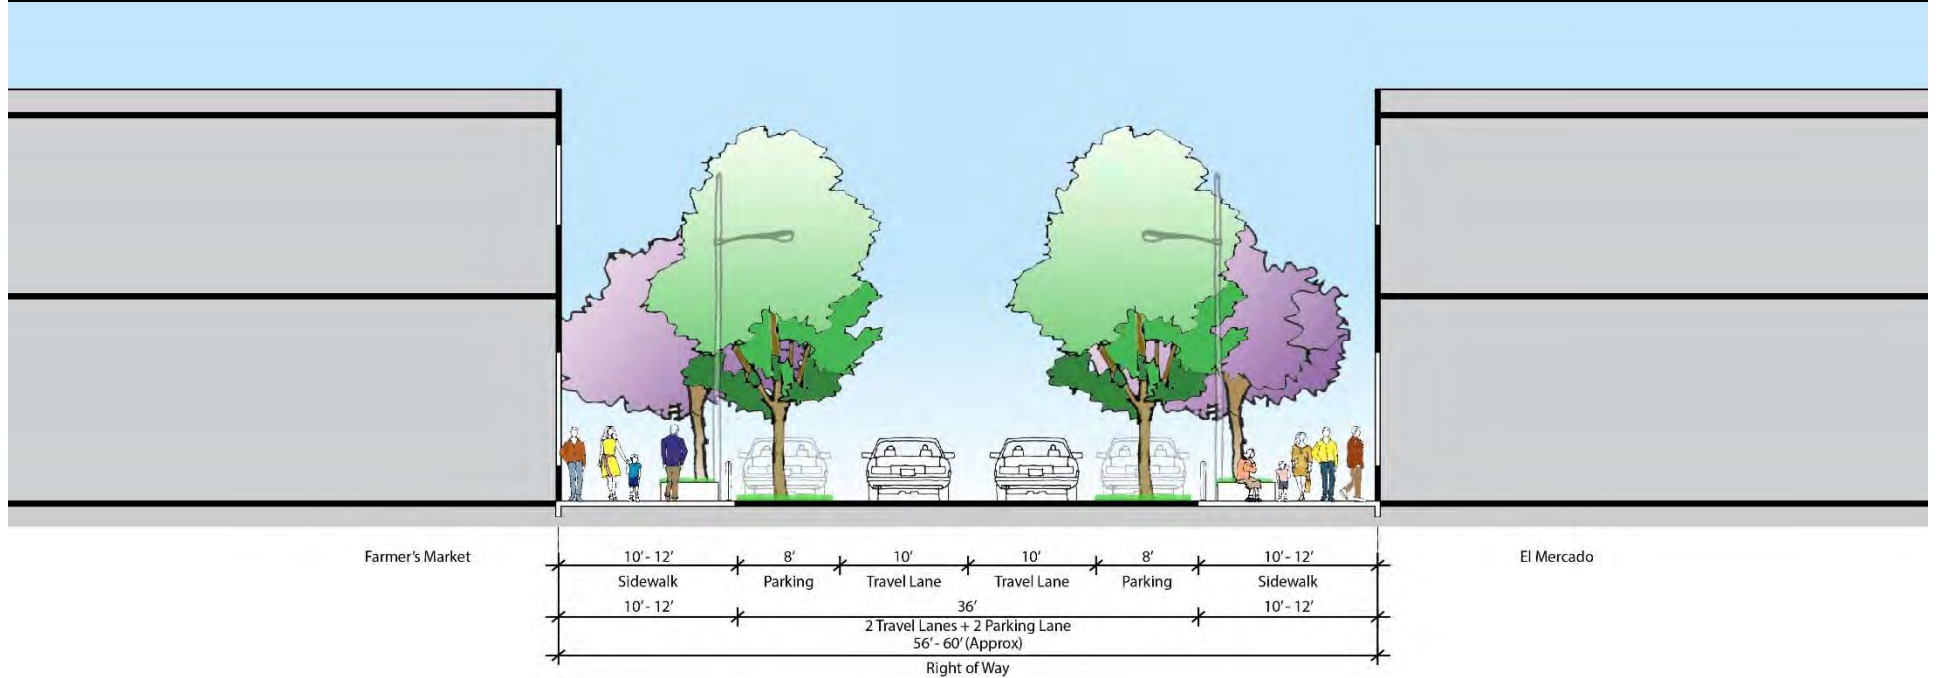 Farmer's Market
10' - 12'
8'
10'
10'
8'
10' - 12'
El Mercado
Sidewalk
Parking
Travel Lane
Travel Lane
Parking
Sidewalk
10' - 12'
36'
10' - 12'
2 Travel Lanes + 2 Parking Lane
56' - 60' (Approx)
Right of Way